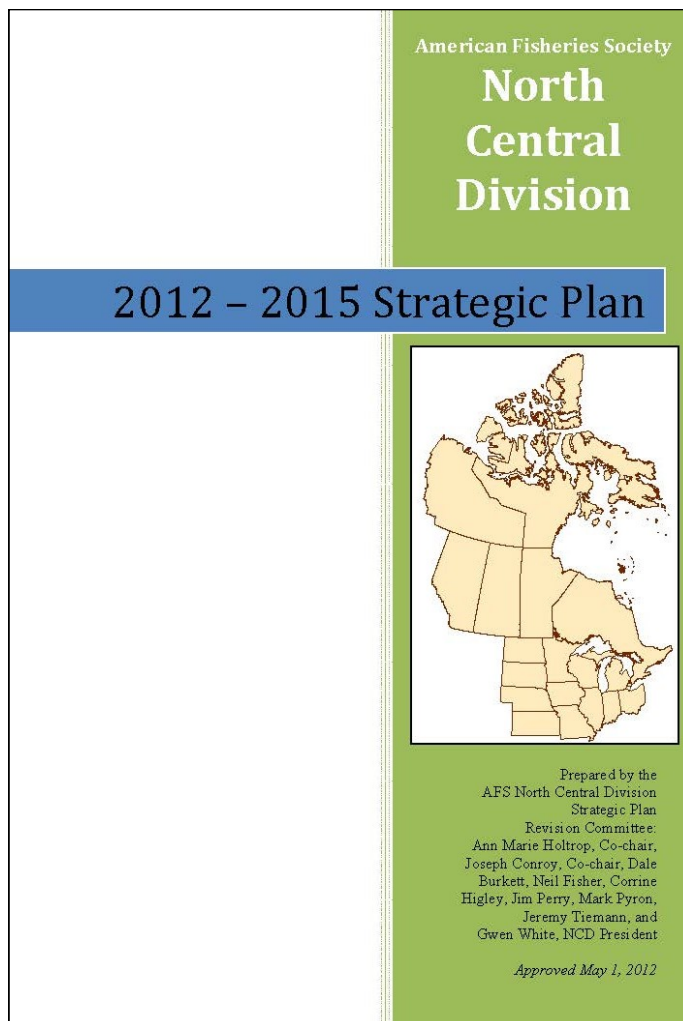 American Fisheries Society
North
Central
Division
2012 – 2015 Strategic Plan
Prepared by the
AFS North Central Division
Strategic Plan
Revision Committee:
Ann Marie Holtrop, Co-chair,
Joseph Conroy, Co-chair, Dale
Burkett, Neil Fisher, Corrine
Higley, Jim Perry, Mark Pyron,
Jeremy Tiemann, and
Gwen White, NCD President
Approved May 1, 2012